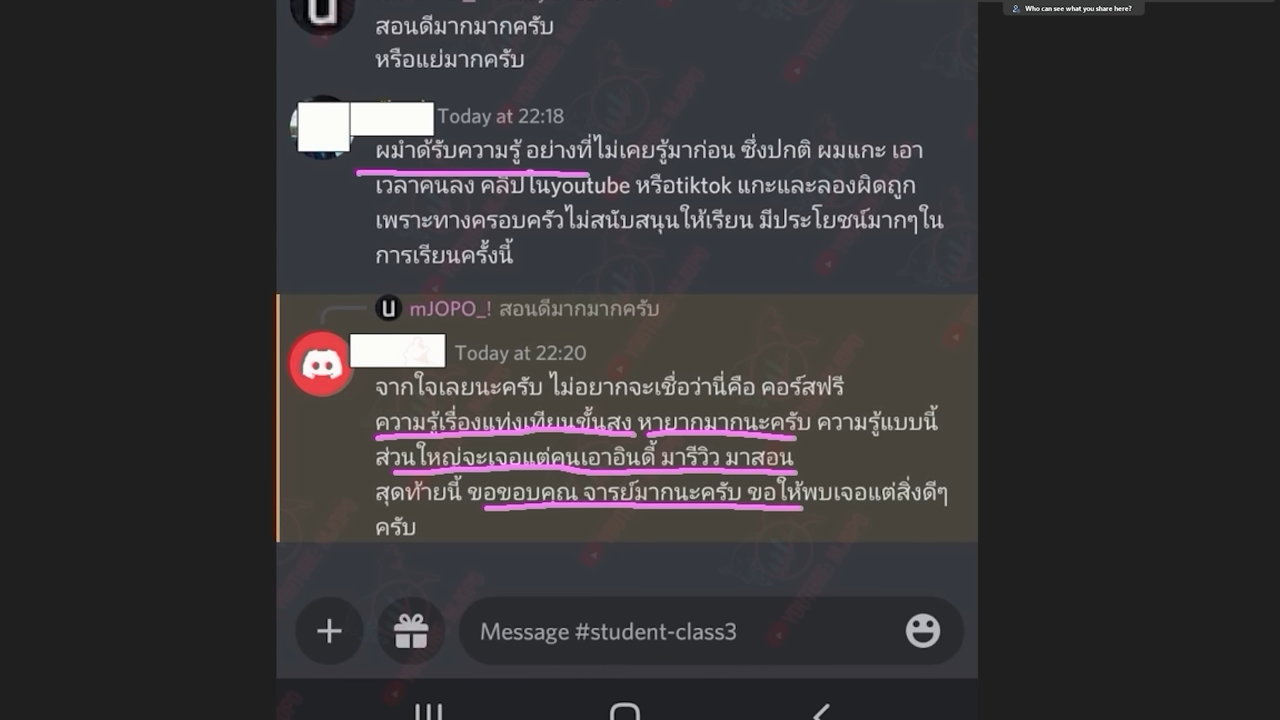 Who can see what you share here?
สอนดีมากมากครับ
หรือแย่มากครับ
Today at 22:18
ผมำด้รับความรู้ อย่างที่ไม่เคยรู้มาก่อน ซึ่งปกติ ผมแกะ เอา
เวลาคนลง คลิปในyoutube หรือtiktok แกะและลองผิดถูก
เพราะทางครอบครัวไม่สนับสนุนให้เรียน มีประโยชน์มากๆใน
การเรียนครั้งนี้
mJOPO_! สอนดีมากมากครับ
Today at 22:20
จากใจเลยนะครับ ไม่อยากจะเชื่อว่านี่คือ คอร์สฟรี
ความรู้เรื่องแท่งเทียนขั้นสง หายากมากนะครับ ความรู้แบบนี้
ส่วนใหญ่จะเจอแต่คนเอาอินดี้ มารีวิว มาสอน
สุดท้ายนี้ ขอขอบคุณ จารย์มากนะครับ ขอให้พบเจอแต่สิ่งดีๆ
ครับ
Message #student-class3